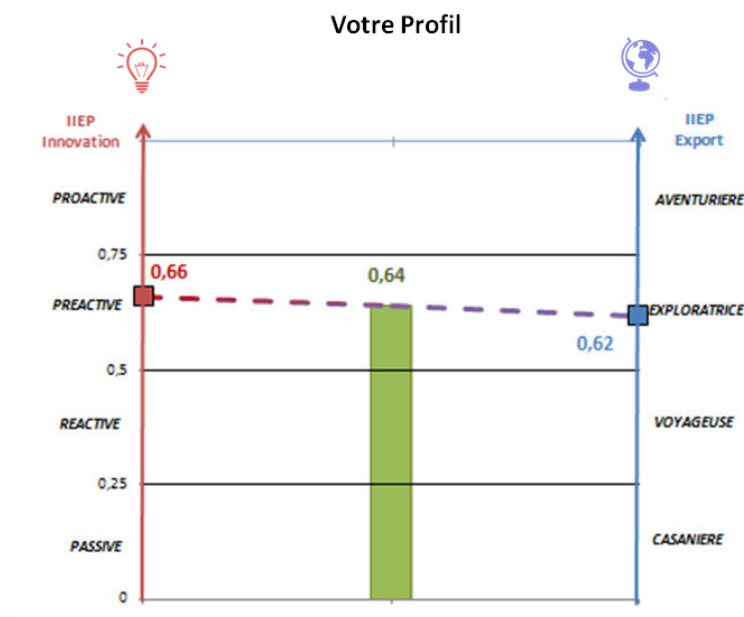 Votre Profil
IIEP
Innovation
IIEP
Export
PROACTIVE
AVENTURIERE
0,75
0,66
0,64
PREACTIVE
EXPLORATRICE
0,62
0,5
REACTIVE
VOYAGEUSE
0,25
PASSIVE
CASANIERE
0